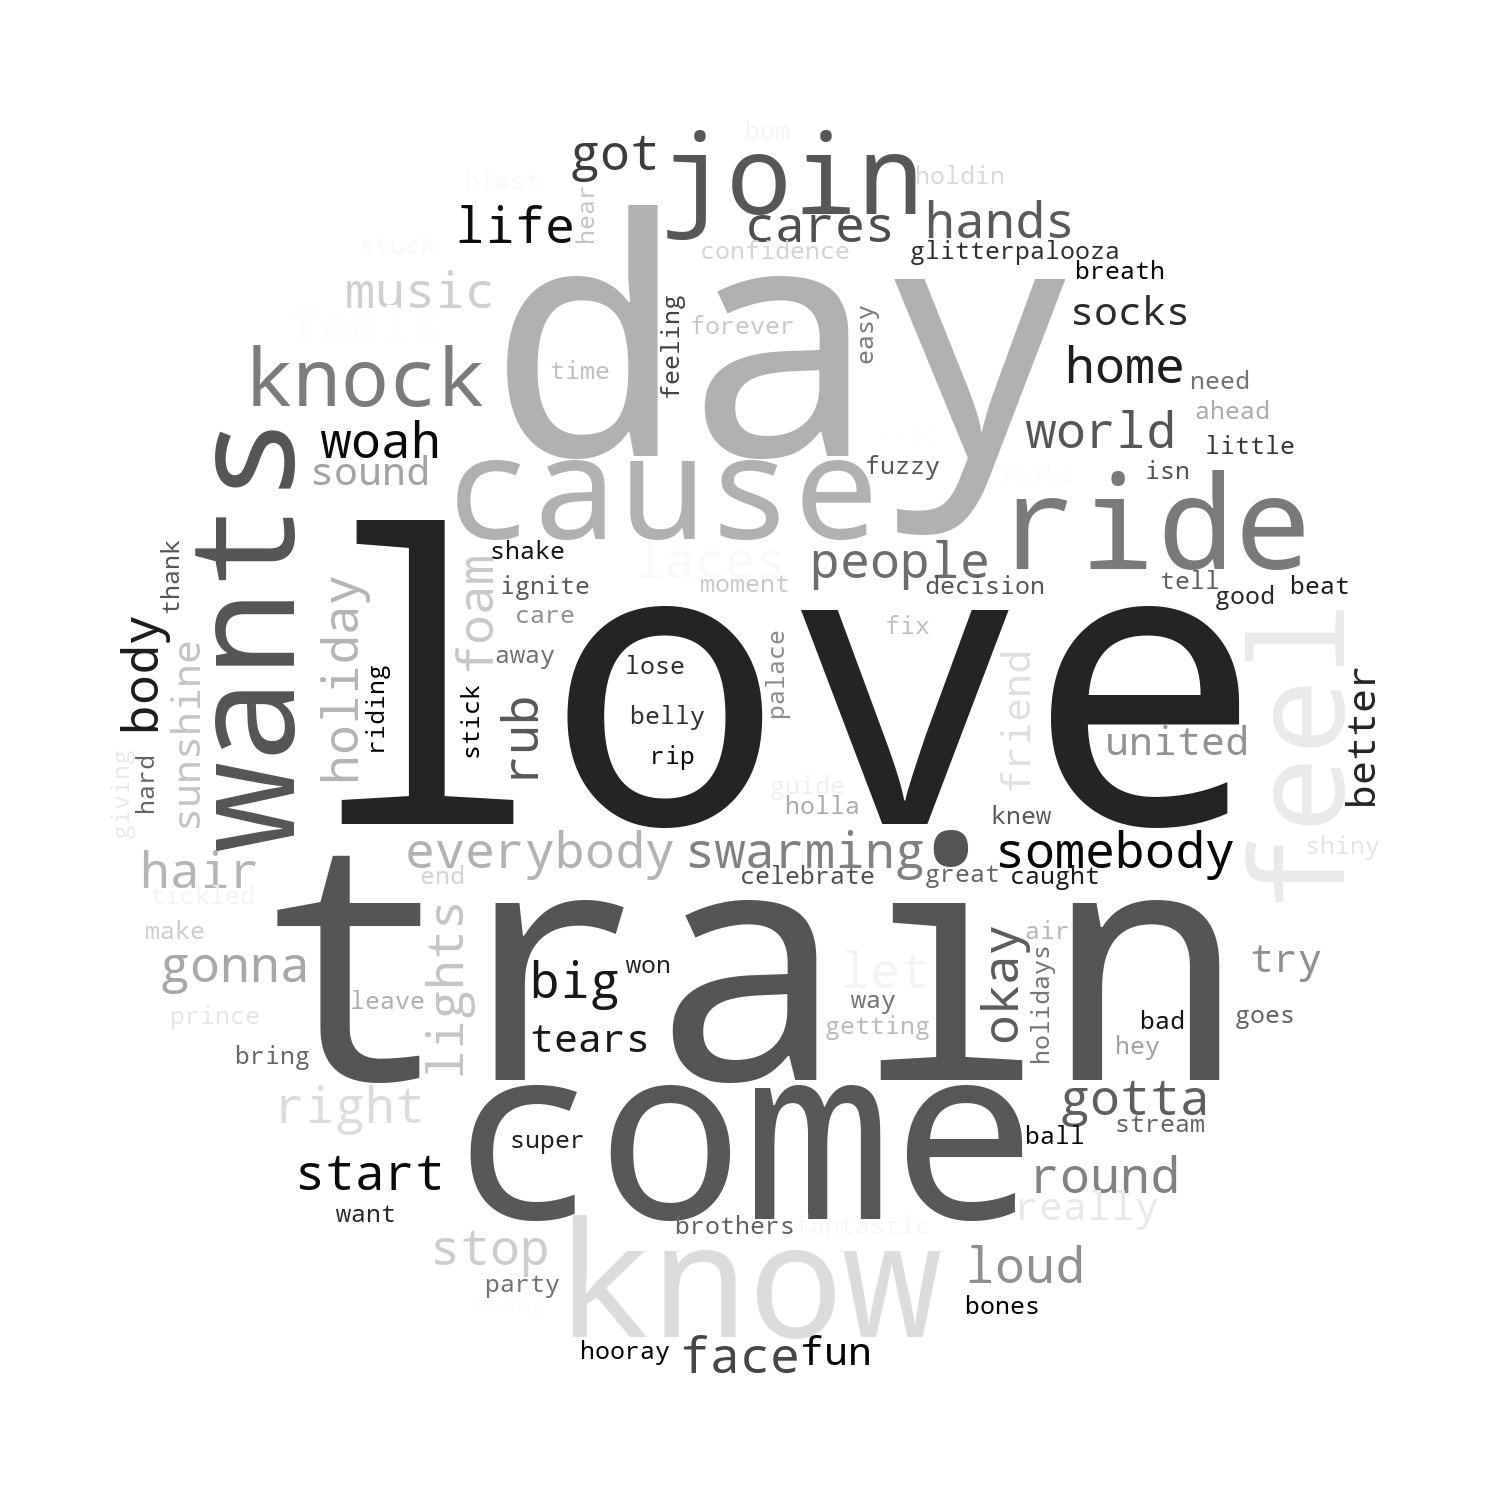 bum
got
join
holdin
blast
hear
life
cares
hands
stuck
confidence
glitterpalooza
day
breath
music
feels
feeling
forever
easy
socks
knock
time
home
need
ahead
woah
world
little
sound
cause
fuzzy
folks
isn
wants
ride
love
shake
laces
people
thank
ignite
moment
decision
tell
good
beat
foam
care
fix
holiday
body
away
lose
palace
friend
feel
sunshine
riding
stick
rub
belly
united
better
rip
giving
hard
guide
holla
knew
everybody
swarming
somebody
shiny
hair
end
celebrate
great
caught
tickled
train
make
air
gonna
lights
big
won
let
okay
holidays
try
leave
way
prince
tears
getting
bad
goes
bring
hey
come
right
gotta
stream
super
ball
start
round
want
really
brothers
fantastic
know
stop
loud
party
bones
hooray
face
fun